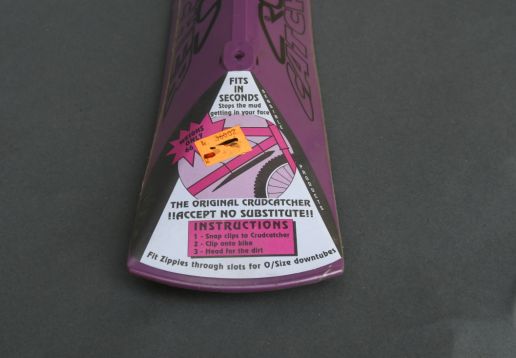 FITS
IN
SECONDS
Stops the mud
getting in your face
WEIGHS
ONLY
THE ORIGINAL CRUDCATCHER
!!ACCEPT NO SUBSTITUTE!!
INSTRUCTIONS
1 - Snap clips to Crudcatcher
2 - Clip onto bike
3 - Head for the dirt
Fit Zippies through slots for O/Size downtubes